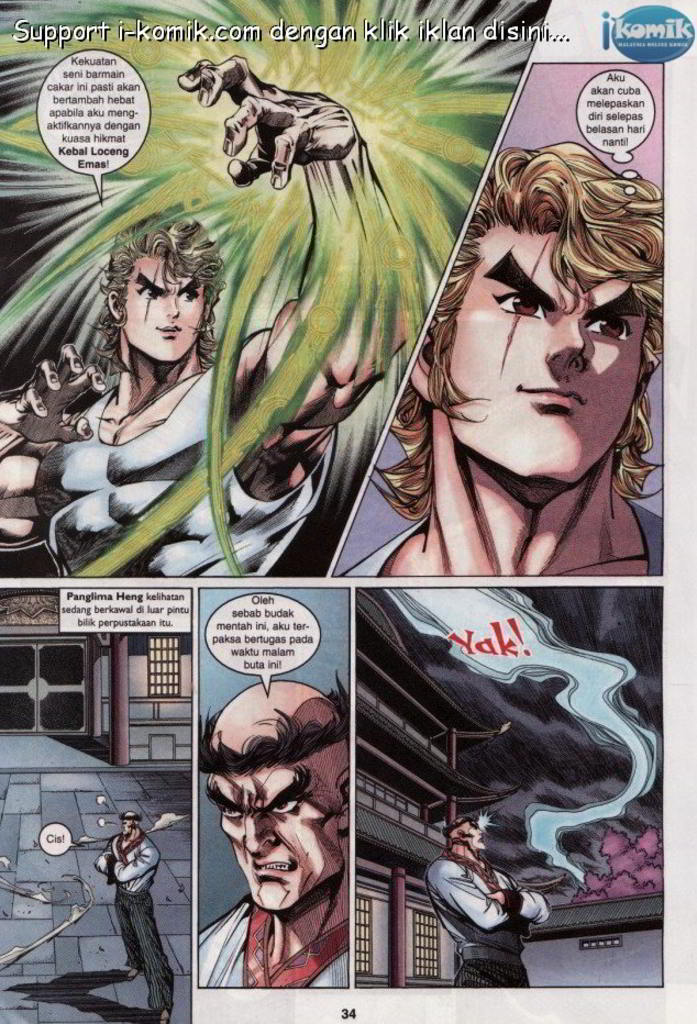 Support i-komik.com dengan klik iklan disini...
ikomik
MALAYSIA ONLINE KOMIK
Kekuatan
seni barmain
cakar ini pasti akan
bertambah hebat
apabila aku meng-
aktifkannya dengan
kuasa hikmat
Kebal Loceng
Emas!
Aku
akan cuba
melepaskan
diri selepas
belasan hari
nanti!
Panglima Heng kelihatan
sedang berkawal di luar pintu
bilik perpustakaan itu.
Cis!
Oleh
sebab budak
mentah ini, aku ter-
paksa bertugas pada
waktu malam
buta ini!
Yak!
34